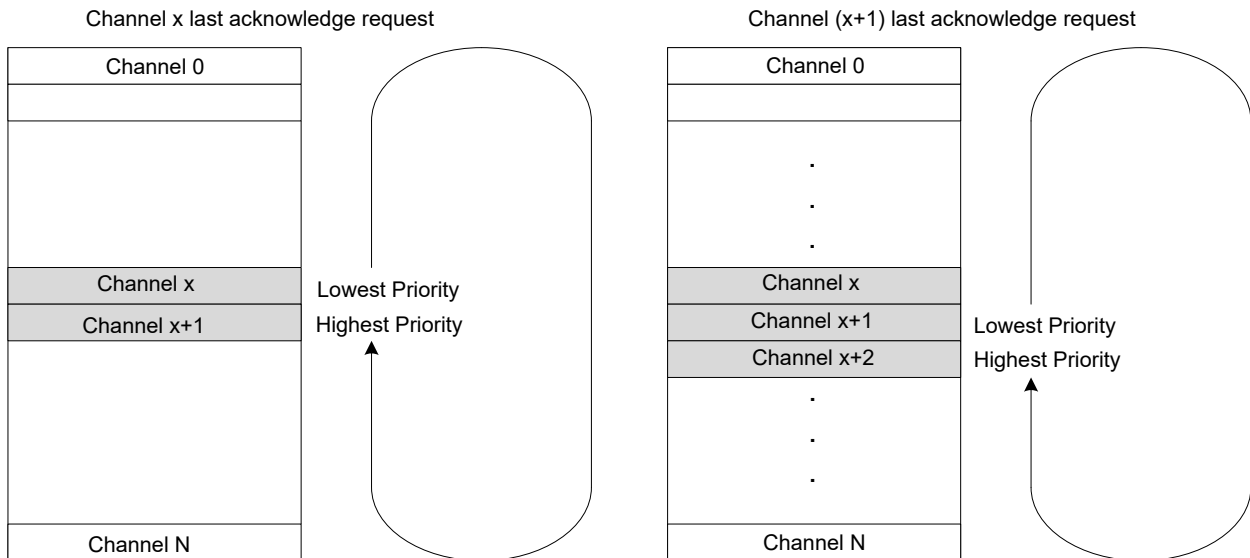 Channel x last acknowledge request
Channel 0
Channel x
Lowest Priority
Channel x+1
Highest Priority
Channel N
Channel (x+1) last acknowledge request
Channel 0
.
.
.
Channel x
Channel x+1
Lowest Priority
Channel x+2
Highest Priority
.
.
.
Channel N